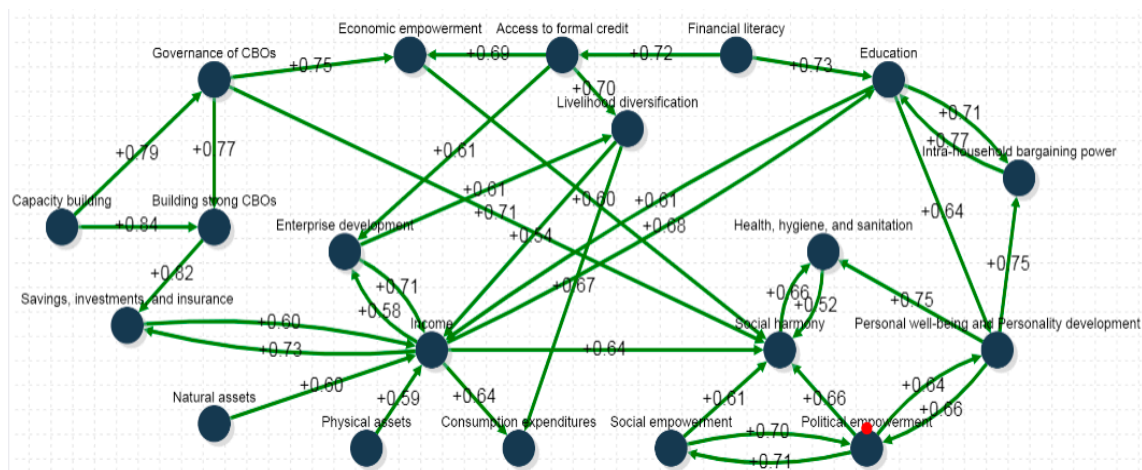 Economic empowerment
Access to formal credit
Financial literacy
Governance of CBOs
Education
+0.75
+0.69
+0.72
+0.73
+0.70
Livelihood diversification
+0.71
+0.77
+0.79
+0.77
+0.61
Intra-household bargaining power
Capacity building
Building strong CBOs
+0.61
+0.60
+0.61
+0.71
+0.64
+0.84
Enterprise development
+0.54
+0.68
Health, hygiene, and sanitation
+0.82
+0.71
+0.67
+0.75
Savings, investments, and insurance
+0.58
+0.66
+0.52
+0.75
+0.60
Income
Social harmony
Personal well-being and Personality development
+0.73
+0.64
+0.60
+0.64
Natural assets
+0.59
+0.64
+0.61
+0.66
+0.66
Physical assets
Consumption expenditures
Social empowerment
Political empowerment
+0.70
+0.71